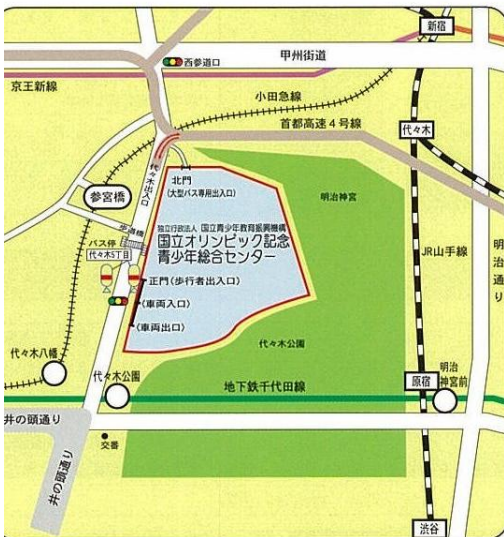 新宿
西参道口
甲州街道
京王新線
小田急線
首都高速4号線
代々木
代々木出入口
北門
(大型バス専用出入口)
明治神宮
参宮橋
歩道橋
バス停
代々木5丁目
独立行政法人 国立青少年教育振興機構
国立オリンピック記念
青少年総合センター
正門(歩行者出入口)
(車両入口)
(車両出口)
JR山手線
明治通り
代々木公園
代々木八幡
代々木公園
地下鉄千代田線
原宿
明治
神宮前
井の頭通り
交番
井の頭通り
渋谷